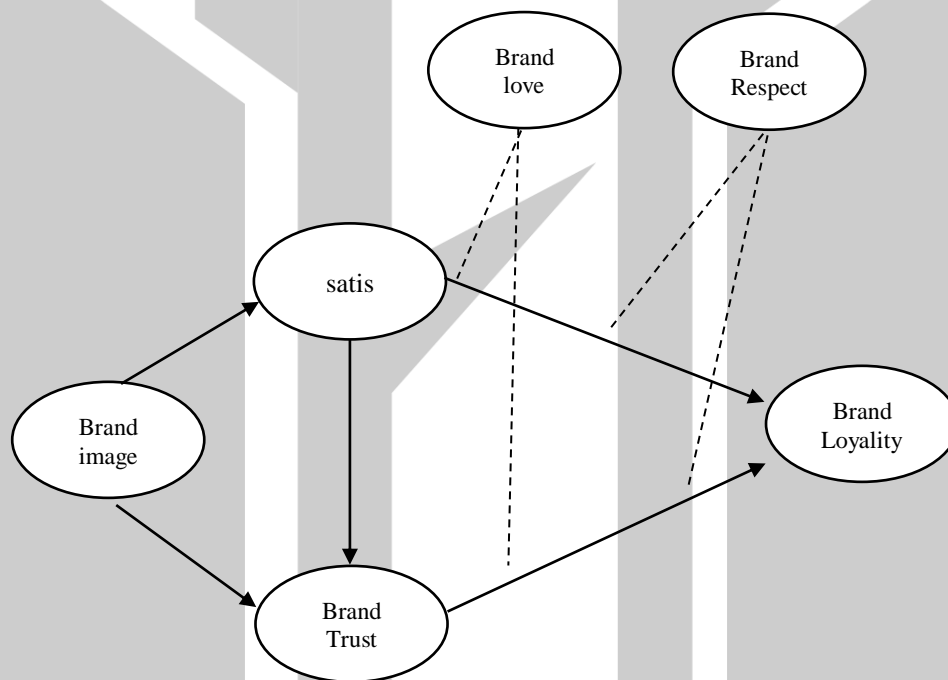 Brand
love
Brand
Respect
satis
Brand
image
Brand
Loyality
Brand
Trust